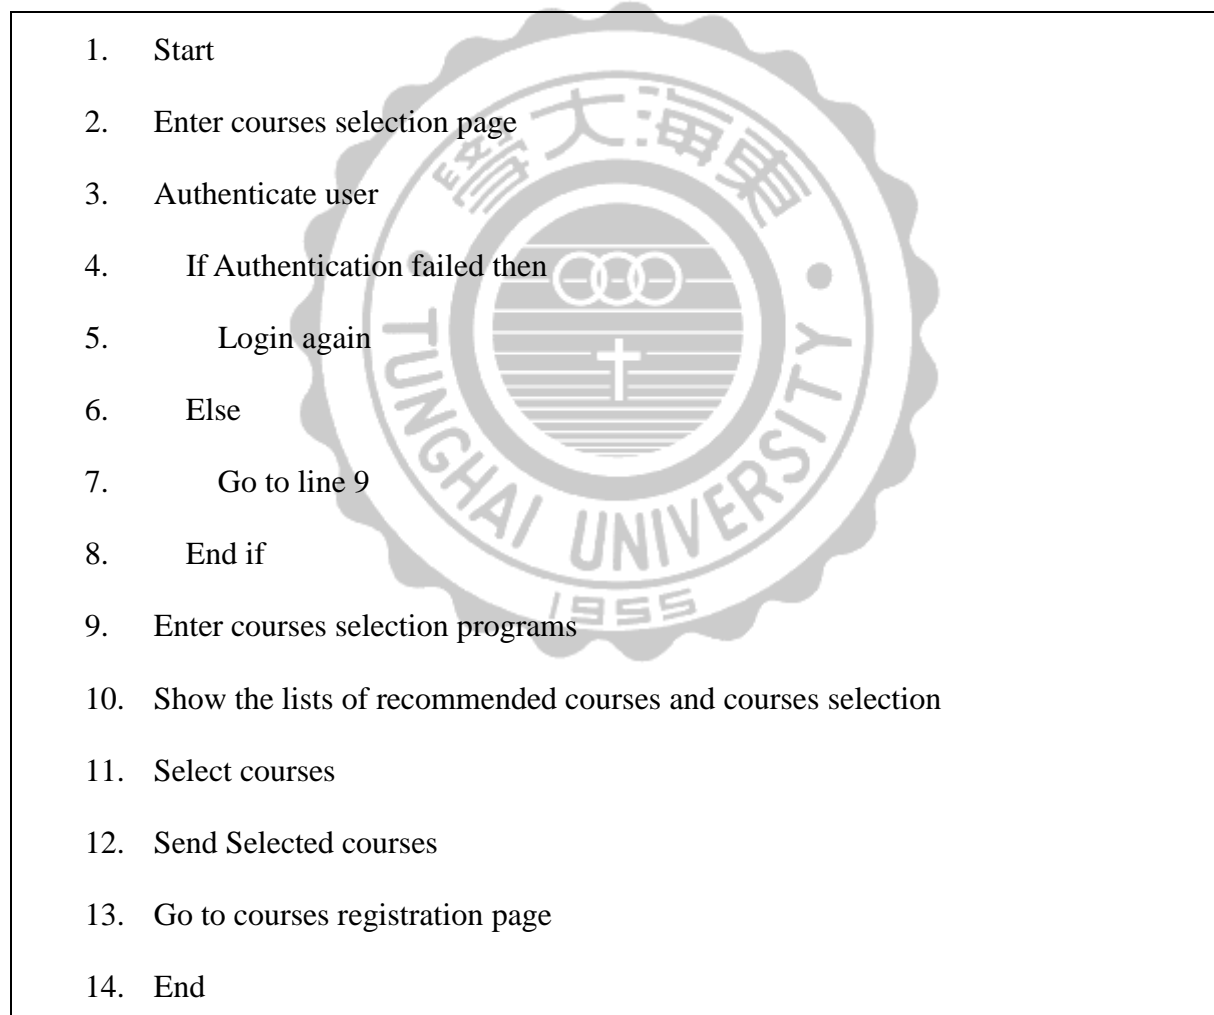 1. Start
2. Enter courses selection page
3. Authenticate user
4. If Authentication failed then
5. Login again
6. Else
7. Go to line 9
8. End if
9. Enter courses selection programs
10. Show the lists of recommended courses and courses selection
11. Select courses
12. Send Selected courses
13. Go to courses registration page
14. End
學大海東
TUNGHAI UNIVERSITY
1955